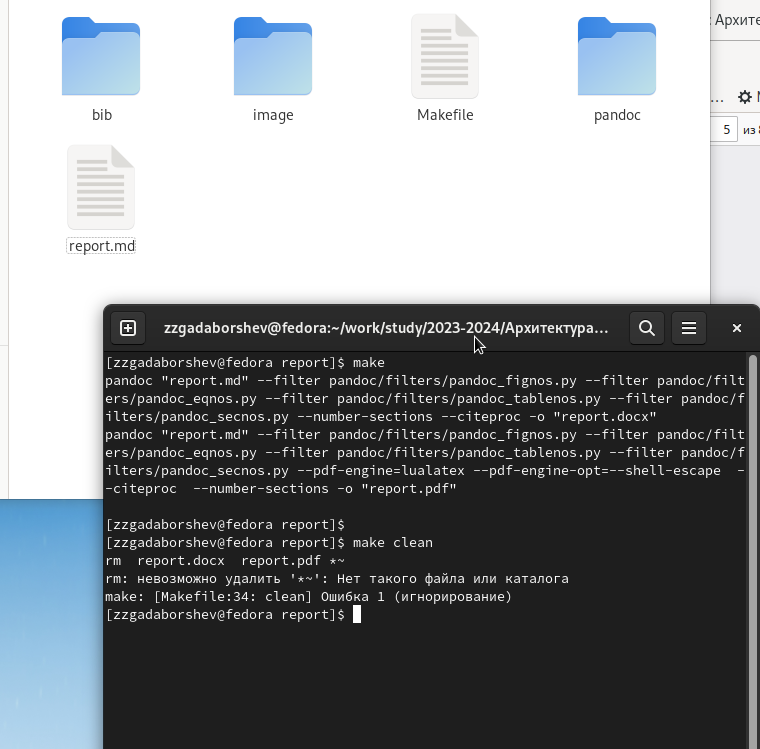 Архите
bib
image
Makefile
pandoc
...
5
из
report.md
zzgadaborshev@fedora:~/work/study/2023-2024/Архитектура...
[zzgadaborshev@fedora report]$ make
pandoc "report.md" --filter pandoc/filters/pandoc_fignos.py --filter pandoc/filt
ers/pandoc_eqnos.py --filter pandoc/filters/pandoc_tablenos.py --filter pandoc/f
ilters/pandoc_secnos.py --number-sections --citeproc -o "report.docx"
pandoc "report.md" --filter pandoc/filters/pandoc_fignos.py --filter pandoc/filt
ers/pandoc_eqnos.py --filter pandoc/filters/pandoc_tablenos.py --filter pandoc/f
ilters/pandoc_secnos.py --pdf-engine=lualatex --pdf-engine-opt=--shell-escape  -
-citeproc  --number-sections -o "report.pdf"
[zzgadaborshev@fedora report]$
[zzgadaborshev@fedora report]$ make clean
rm  report.docx  report.pdf *~
rm: невозможно удалить '*~': Нет такого файла или каталога
make: [Makefile:34: clean] Ошибка 1 (игнорирование)
[zzgadaborshev@fedora report]$